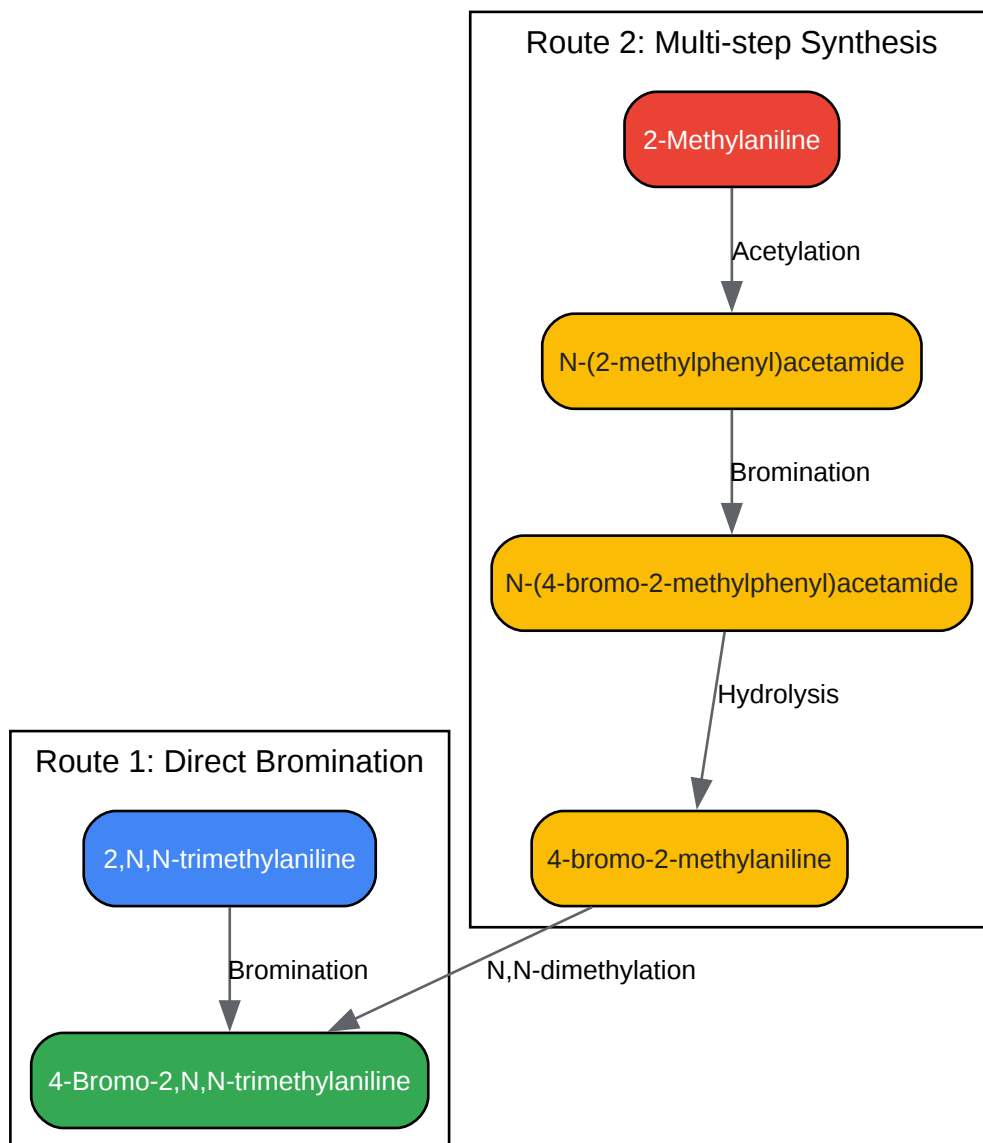 Route 2: Multi-step Synthesis
2-Methylaniline
Acetylation
N-(2-methylphenyl)acetamide
Bromination
N-(4-bromo-2-methylphenyl)acetamide
Hydrolysis
4-bromo-2-methylaniline
N,N-dimethylation
Route 1: Direct Bromination
2,N,N-trimethylaniline
Bromination
4-Bromo-2,N,N-trimethylaniline